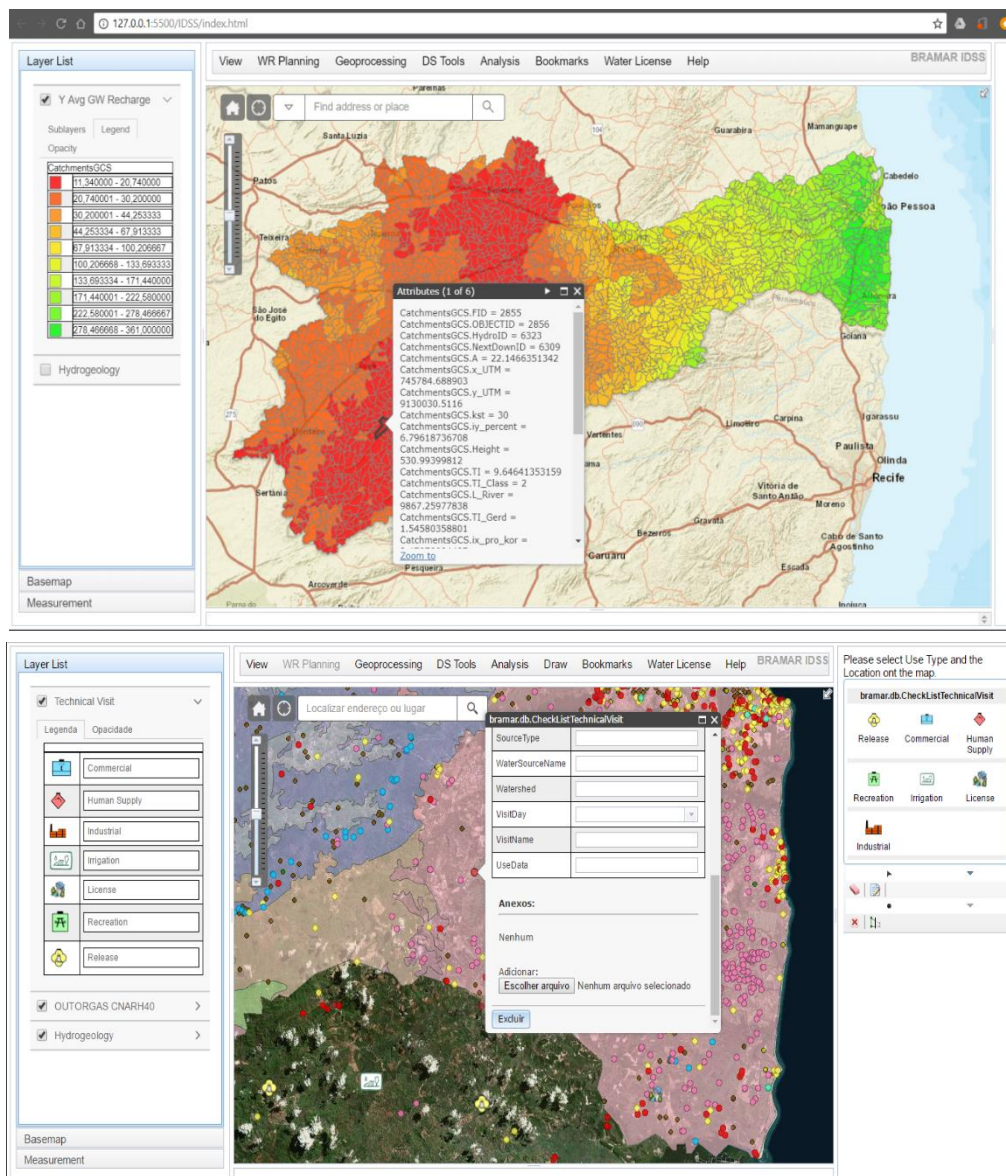 127.0.0.1:5500/IDSS/index.html
Layer List
View WR Planning Geoprocessing DS Tools Analysis Bookmarks Water License Help
BRAMAR IDSS
Y Avg GW Recharge
Sublayers Legend
Opacity
CatchmentsGCS
11,340000 - 20,740000
20,740001 - 30,200000
30,200001 - 44,253333
44,253334 - 67,913333
67,913334 - 100,206667
100,206668 - 133,693333
133,693334 - 171,440000
171,440001 - 222,580000
222,580001 - 278,466667
278,466668 - 361,000000
Hydrogeology
Basemap
Measurement
Find address or place
Parelhas
Santa Luzia
104
Guarabira
Mamanguape
Patos
Cabedelo
oão Pessoa
Teixeira
São José
do Egito
Goiana
275
Monteiro
Sertânia
Vertentes
090
Limoeiro
Carpina
Igarassu
Paulista
Olinda
Recife
Vitória de
Santo Antão
Moreno
Bezerros
Gravatá
Cabo de Santo
Agostinho
Caruaru
Escada
Pesqueira
Arcoverde
Ipojuca
Attributes (1 of 6)
CatchmentsGCS.FID = 2855
CatchmentsGCS.OBJECTID = 2856
CatchmentsGCS.HydroID = 6323
CatchmentsGCS.NextDownID = 6309
CatchmentsGCS.A = 22.1466351342
CatchmentsGCS.x_UTM =
745784.688903
CatchmentsGCS.y_UTM =
9130030.5116
CatchmentsGCS.kst = 30
CatchmentsGCS.iy_percent =
6.79618736708
CatchmentsGCS.Height =
530.99399812
CatchmentsGCS.TI = 9.64641353159
CatchmentsGCS.TI_Class = 2
CatchmentsGCS.L_River =
9867.25977838
CatchmentsGCS.TI_Gerd =
1.54580358801
CatchmentsGCS.ix_pro_kor =
Zoom to
Layer List
View WR Planning Geoprocessing DS Tools Analysis Draw Bookmarks Water License Help
BRAMAR IDSS
Technical Visit
Legenda Opacidade
Commercial
Human Supply
Industrial
Irrigation
License
Recreation
Release
OUTORGAS CNARH40
Hydrogeology
Basemap
Measurement
Localizar endereço ou lugar
bramar.db.CheckListTechnicalVisit
SourceType
WaterSourceName
Watershed
VisitDay
VisitName
UseData
Anexos:
Nenhum
Adicionar:
Escolher arquivo Nenhum arquivo selecionado
Excluir
Please select Use Type and the
Location ont the map.
bramar.db.CheckListTechnicalVisit
Release Commercial Human
Supply
Recreation Irrigation License
Industrial